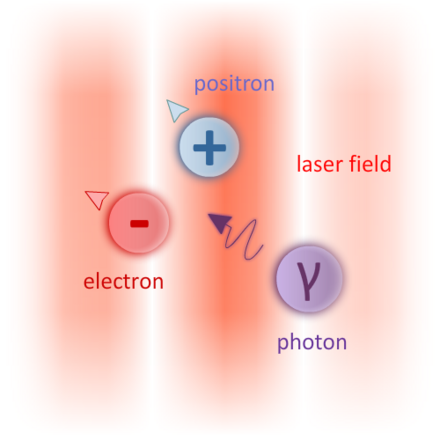 positron
+
laser field
-
electron
γ
photon